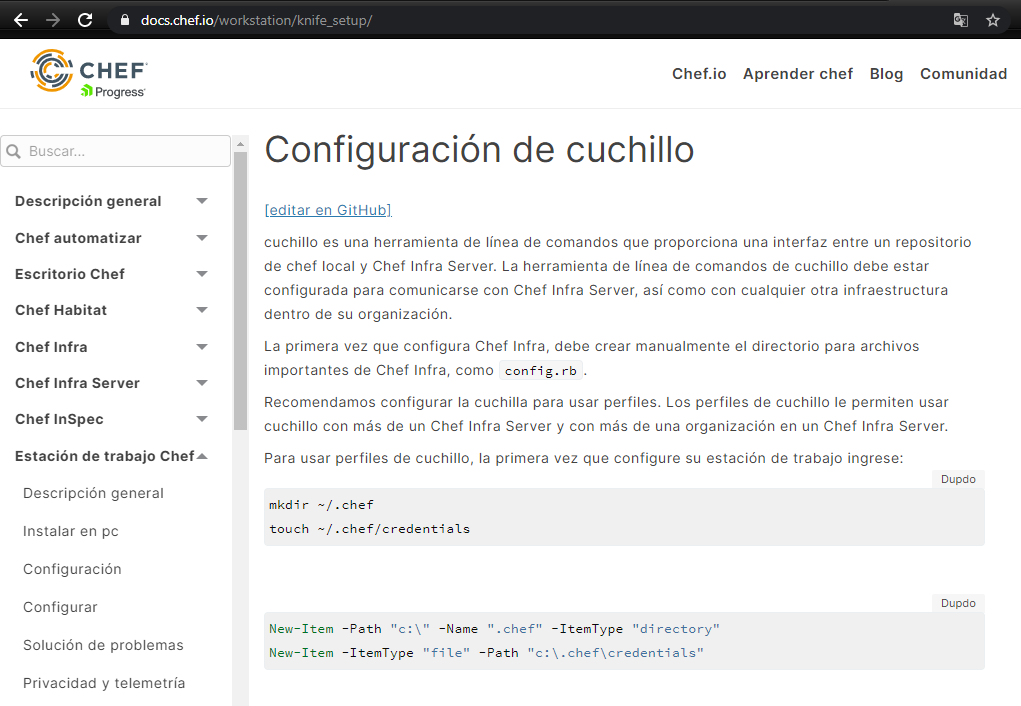 docs.chef.io/workstation/knife_setup/
CHEF
Progress
Chef.io Aprender chef Blog Comunidad
Buscar...
Descripción general
Chef automatizar
Escritorio Chef
Chef Habitat
Chef Infra
Chef Infra Server
Chef InSpec
Estación de trabajo Chef
Descripción general
Instalar en pc
Configuración
Configurar
Solución de problemas
Privacidad y telemetría
Configuración de cuchillo
[editar en GitHub]
cuchillo es una herramienta de línea de comandos que proporciona una interfaz entre un repositorio
de chef local y Chef Infra Server. La herramienta de línea de comandos de cuchillo debe estar
configurada para comunicarse con Chef Infra Server, así como con cualquier otra infraestructura
dentro de su organización.
La primera vez que configura Chef Infra, debe crear manualmente el directorio para archivos
importantes de Chef Infra, como config.rb.
Recomendamos configurar la cuchilla para usar perfiles. Los perfiles de cuchillo le permiten usar
cuchillo con más de un Chef Infra Server y con más de una organización en un Chef Infra Server.
Para usar perfiles de cuchillo, la primera vez que configure su estación de trabajo ingrese:
Dupdo
mkdir ~/.chef
touch ~/.chef/credentials
Dupdo
New-Item -Path "c:\" -Name ".chef" -ItemType "directory"
New-Item -ItemType "file" -Path "c:\.chef\credentials"